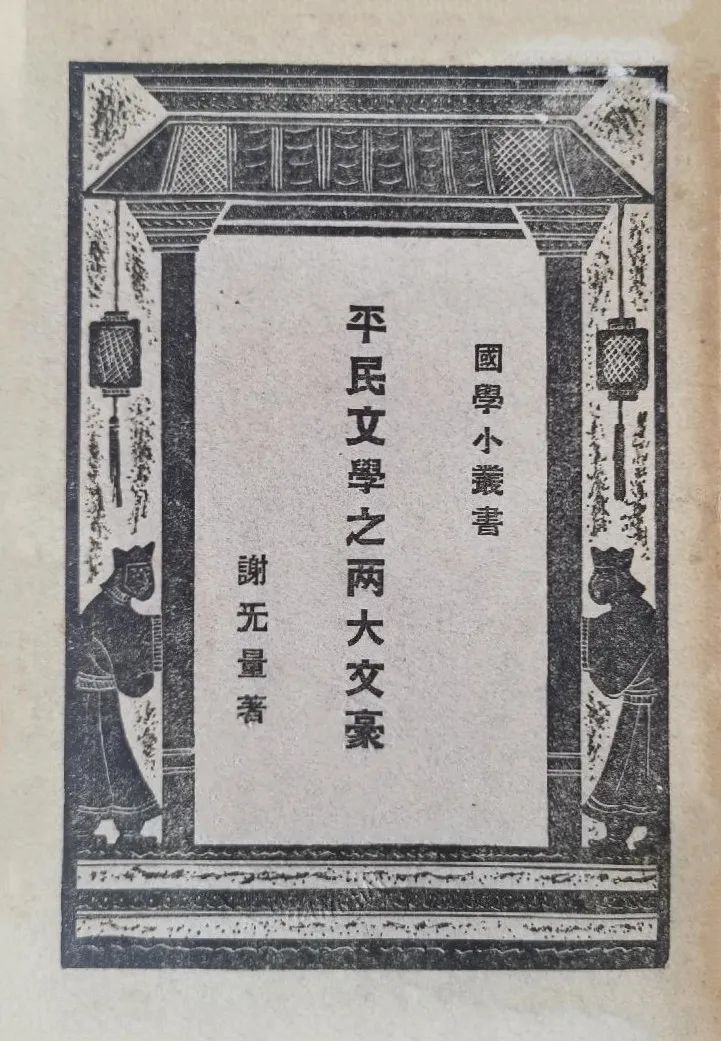 國學小叢書
平民文學之两大文豪
謝无量著